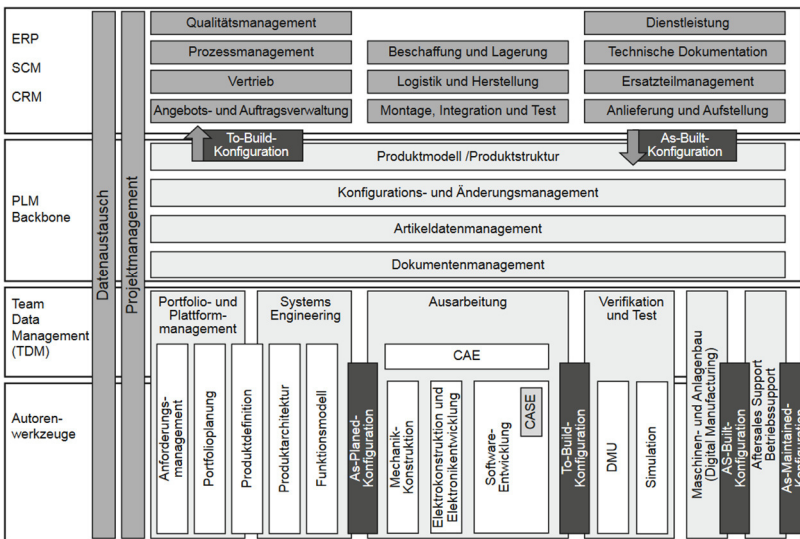 ERP
SCM
CRM
Qualitätsmanagement
Prozessmanagement
Vertrieb
Angebots- und Auftragsverwaltung
Beschaffung und Lagerung
Logistik und Herstellung
Montage, Integration und Test
Dienstleistung
Technische Dokumentation
Ersatzteilmanagement
Anlieferung und Aufstellung
To-Build-
Konfiguration
As-Built-
Konfiguration
PLM
Backbone
Datenaustausch
Projektmanagement
Produktmodell /Produktstruktur
Konfigurations- und Änderungsmanagement
Artikeldatenmanagement
Dokumentenmanagement
Team
Data
Management
(TDM)
Portfolio- und
Plattform-
management
Systems
Engineering
Ausarbeitung
Verifikation
und Test
CAE
Autoren-
werkzeuge
Anforderungs-
management
Portfolioplanung
Produktdefinition
Produktarchitektur
Funktionsmodell
As-Planed-
Konfiguration
Mechanik-
Konstruktion
Elektrokonstruktion und
Elektronikentwicklung
Software-
Entwicklung
CASE
To-Build-
Konfiguration
DMU
Simulation
Maschinen- und Anlagenbau
(Digital Manufacturing)
AS-Built-
Konfiguration
Aftersales Support
Betriebssupport
As-Maintained-
Konfiguration